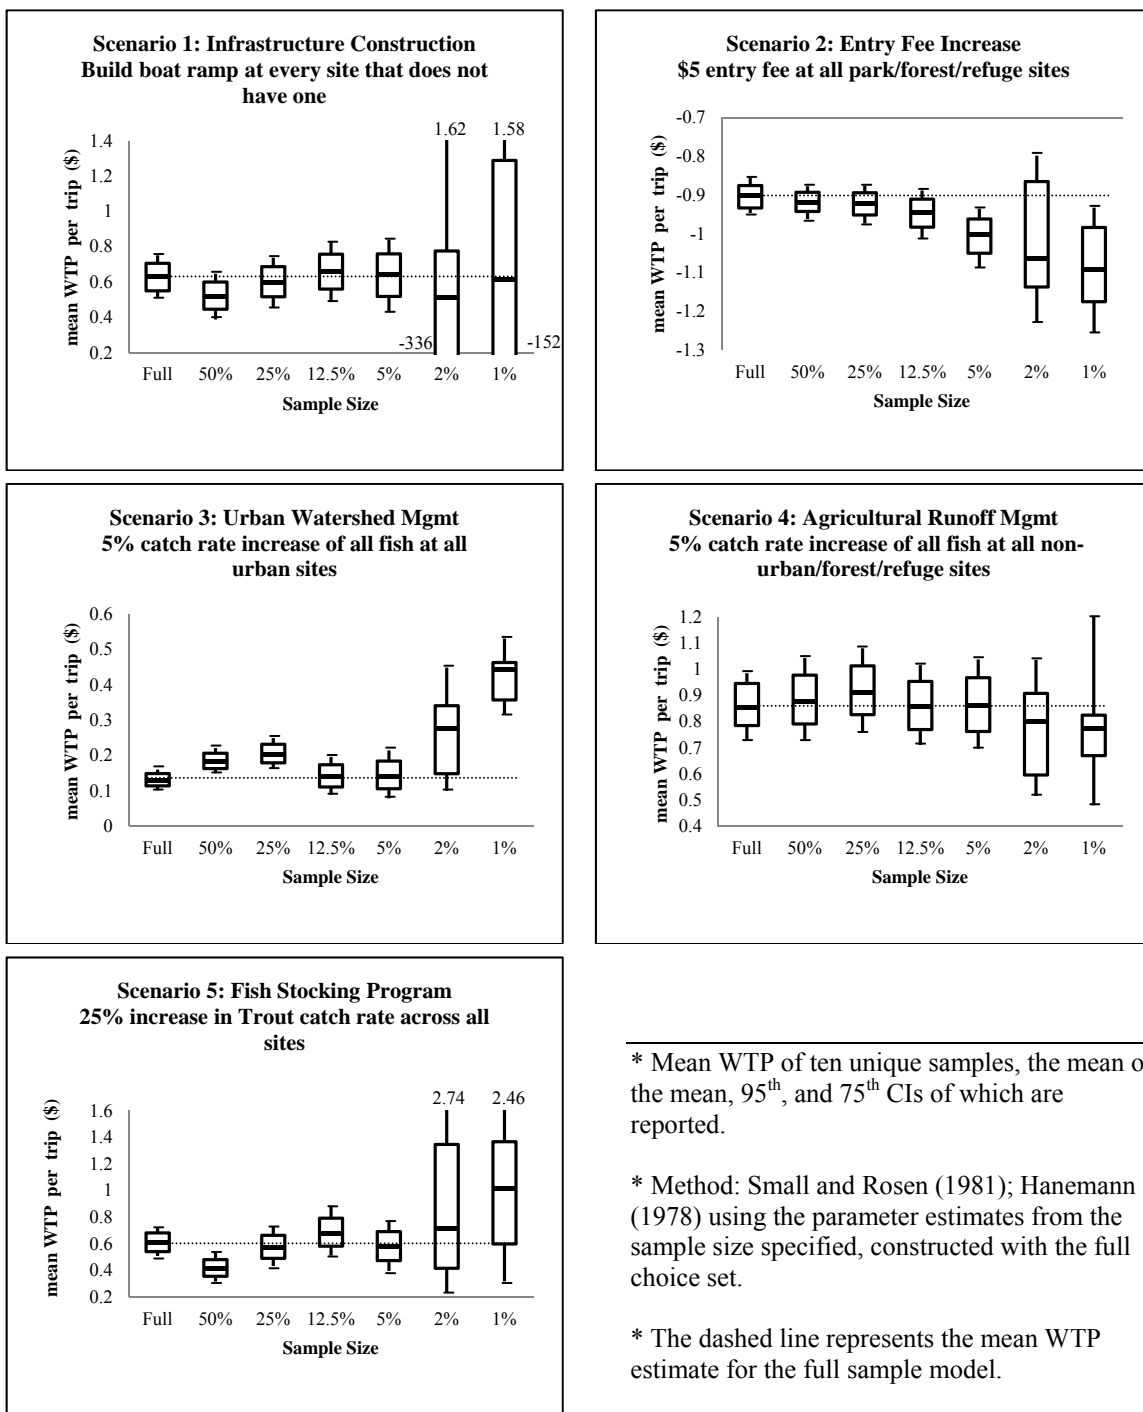 Scenario 1: Infrastructure Construction
Build boat ramp at every site that does not
have one
mean WTP per trip ($)
1.4
1.2
1
0.8
0.6
0.4
0.2
1.62
1.58
-336
-152
Full 50% 25% 12.5% 5% 2% 1%
Sample Size
Scenario 2: Entry Fee Increase
$5 entry fee at all park/forest/refuge sites
mean WTP per trip ($)
-0.7
-0.8
-0.9
-1
-1.1
-1.2
-1.3
Full 50% 25% 12.5% 5% 2% 1%
Sample Size
Scenario 3: Urban Watershed Mgmt
5% catch rate increase of all fish at all
urban sites
mean WTP per trip ($)
0.6
0.5
0.4
0.3
0.2
0.1
0
Full 50% 25% 12.5% 5% 2% 1%
Sample Size
Scenario 4: Agricultural Runoff Mgmt
5% catch rate increase of all fish at all non-
urban/forest/refuge sites
mean WTP per trip ($)
1.2
1.1
1
0.9
0.8
0.7
0.6
0.5
0.4
Full 50% 25% 12.5% 5% 2% 1%
Sample Size
Scenario 5: Fish Stocking Program
25% increase in Trout catch rate across all
sites
mean WTP per trip ($)
1.6
1.4
1.2
1
0.8
0.6
0.4
0.2
2.74
2.46
Full 50% 25% 12.5% 5% 2% 1%
Sample Size
* Mean WTP of ten unique samples, the mean
the mean, 95th, and 75th CIs of which are
reported.
* Method: Small and Rosen (1981); Hanemann
(1978) using the parameter estimates from the
sample size specified, constructed with the full
choice set.
* The dashed line represents the mean WTP
estimate for the full sample model.